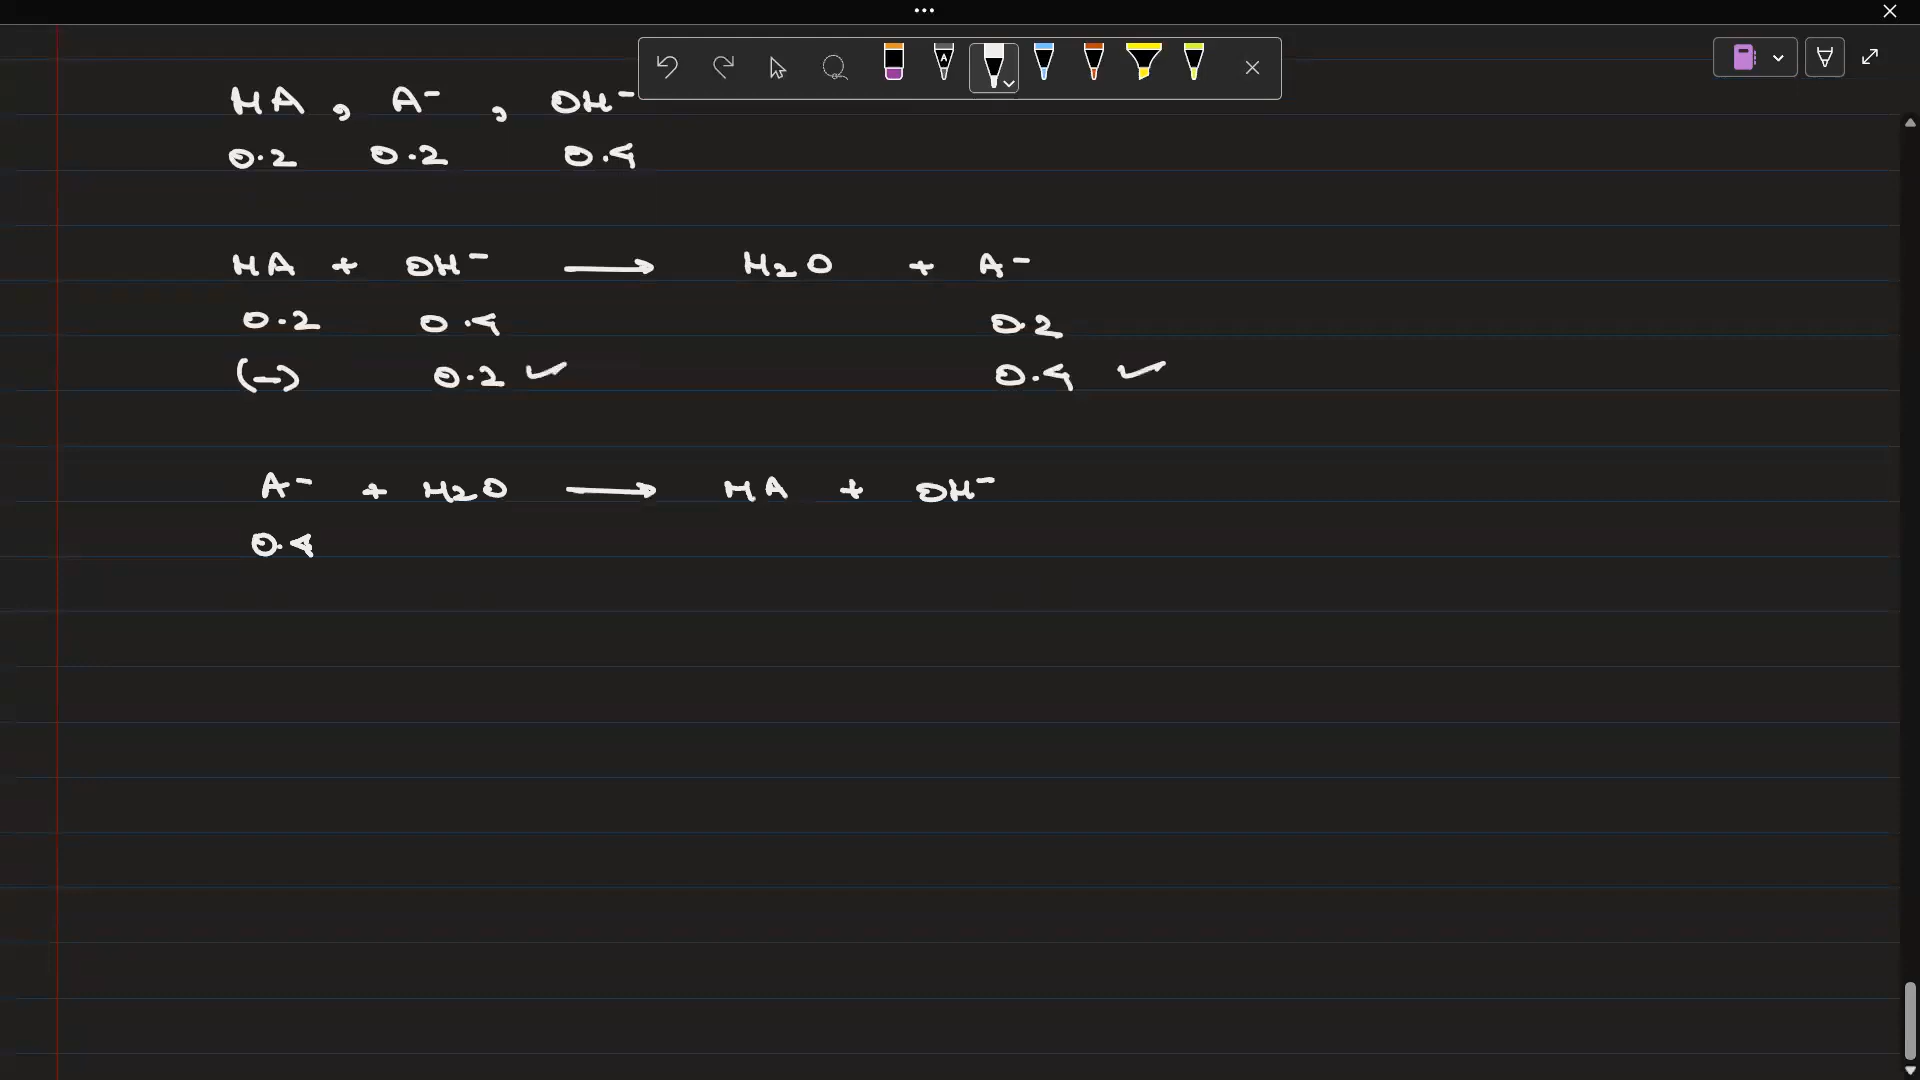 HA , A⁻ , OH⁻
0.2 0.2 0.4
HA + OH⁻ ⟶ H₂O + A⁻
0.2 0.4 0.2
(–) 0.2 ✓ 0.4 ✓
A⁻ + H₂O ⟶ HA + OH⁻
0.4